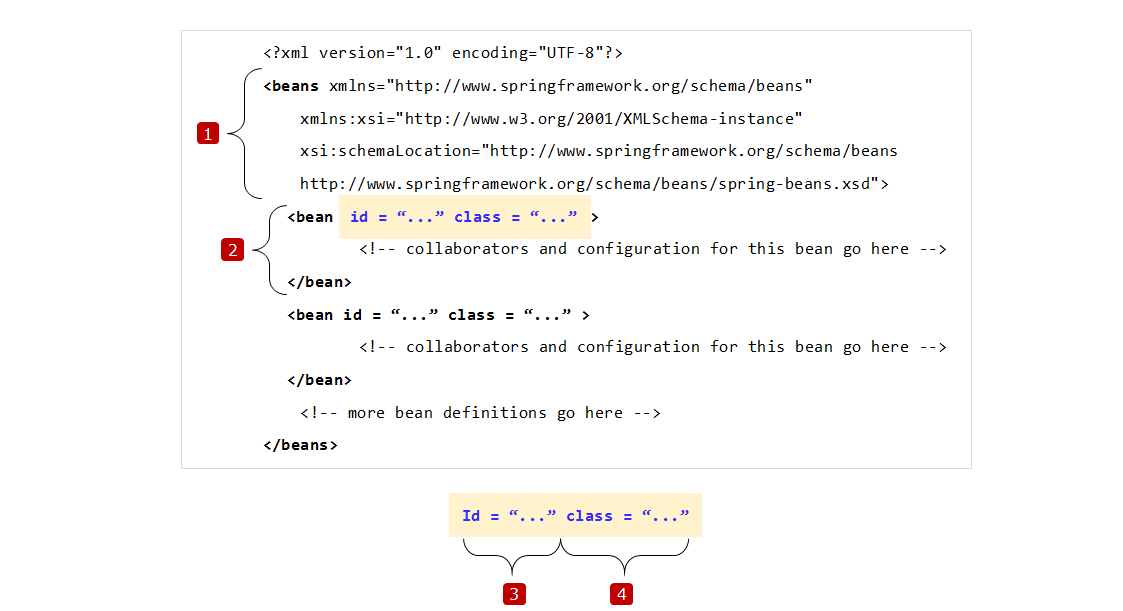 <?xml version="1.0" encoding="UTF-8"?>
<beans xmlns="http://www.springframework.org/schema/beans"
xmlns:xsi="http://www.w3.org/2001/XMLSchema-instance"
1
xsi:schemaLocation="http://www.springframework.org/schema/beans
http://www.springframework.org/schema/beans/spring-beans.xsd">
<bean id = “...” class = “...” >
2
<!-- collaborators and configuration for this bean go here -->
</bean>
<bean id = “...” class = “...” >
<!-- collaborators and configuration for this bean go here -->
</bean>
<!-- more bean definitions go here -->
</beans>
Id = “...” class = “...”
3 4